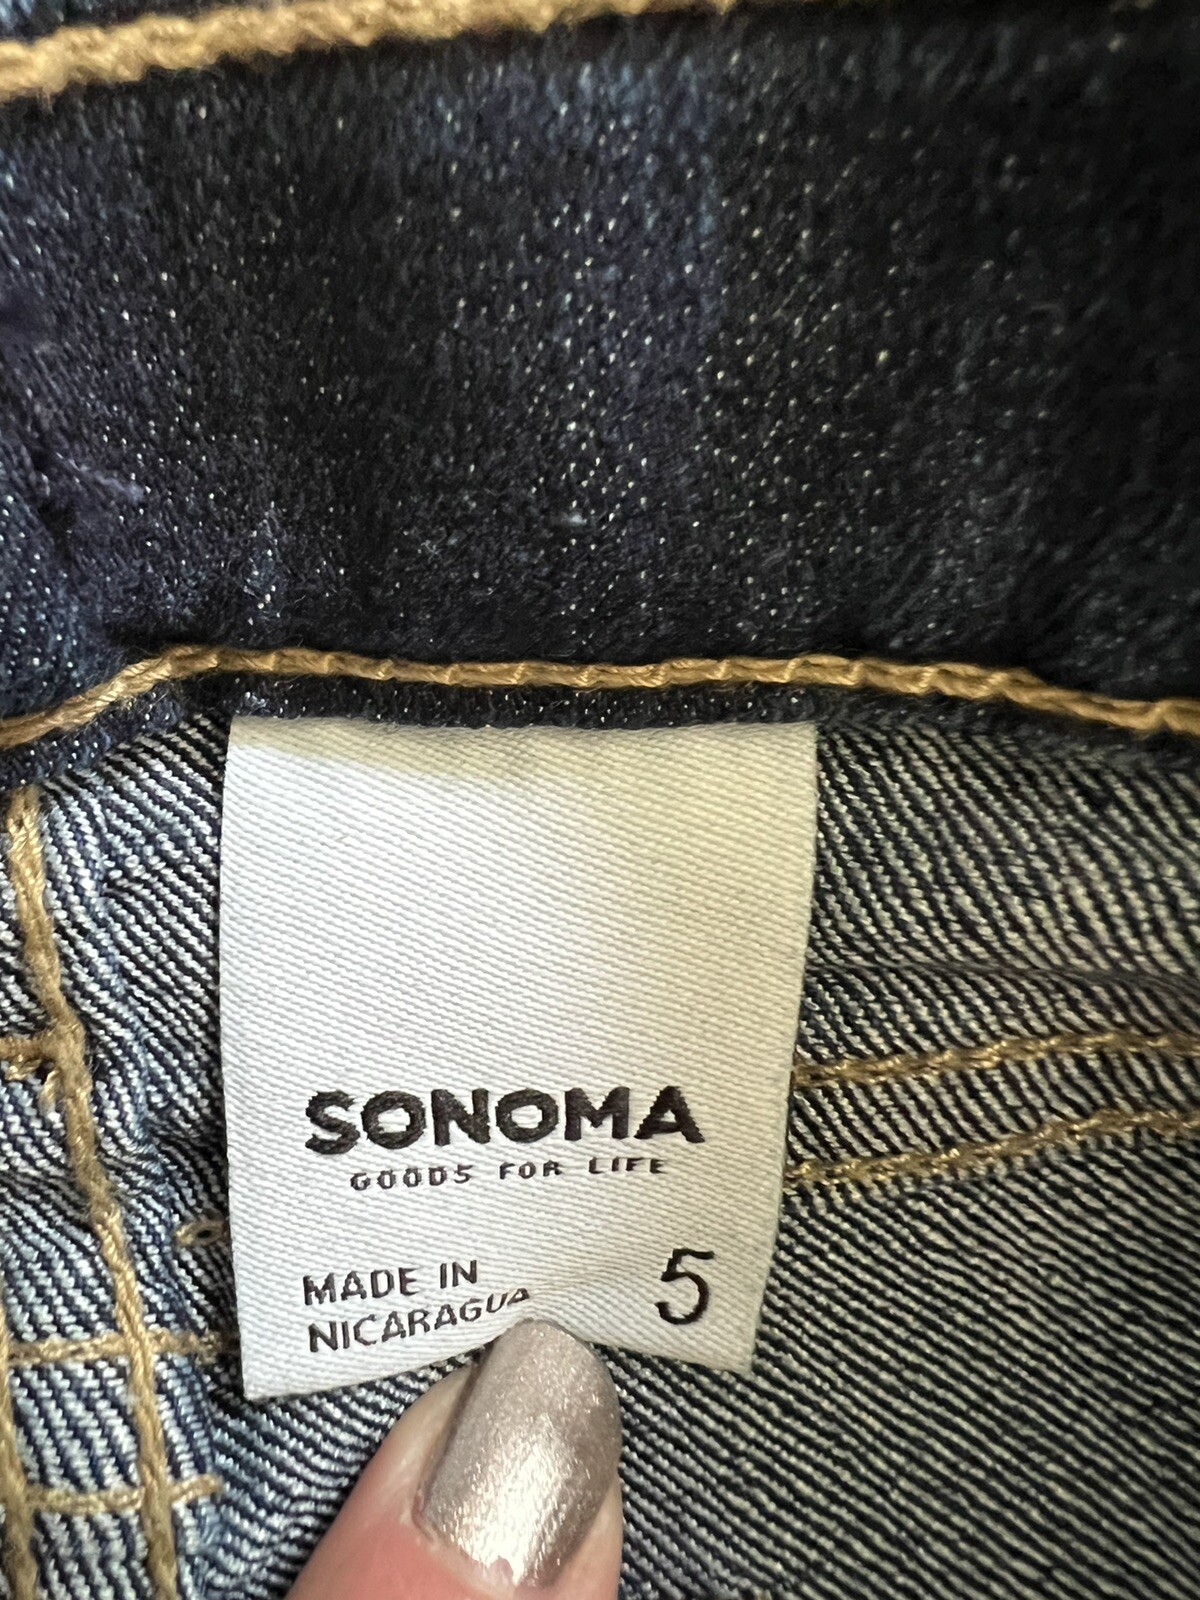 SONOMA
GOODS FOR LIFE
MADE IN
NICARAGUA
5